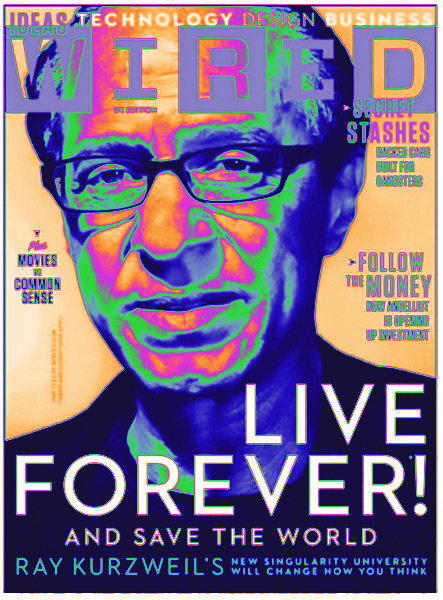 IDEAS TECHNOLOGY DESIGN BUSINESS
IDEAS
WIRED
UK EDITION
> SECRET
STASHES
CARS
BUILT FOR
GANGSTERS
Plus
MOVIES
VS
COMMON
SENSE
> FOLLOW
THE MONEY
HOW ANGELLIST
IS OPENING
UP INVESTMENT
LIVE
FOREVER!
AND SAVE THE WORLD
RAY KURZWEIL'S NEW SINGULARITY UNIVERSITY
WILL CHANGE HOW YOU THINK